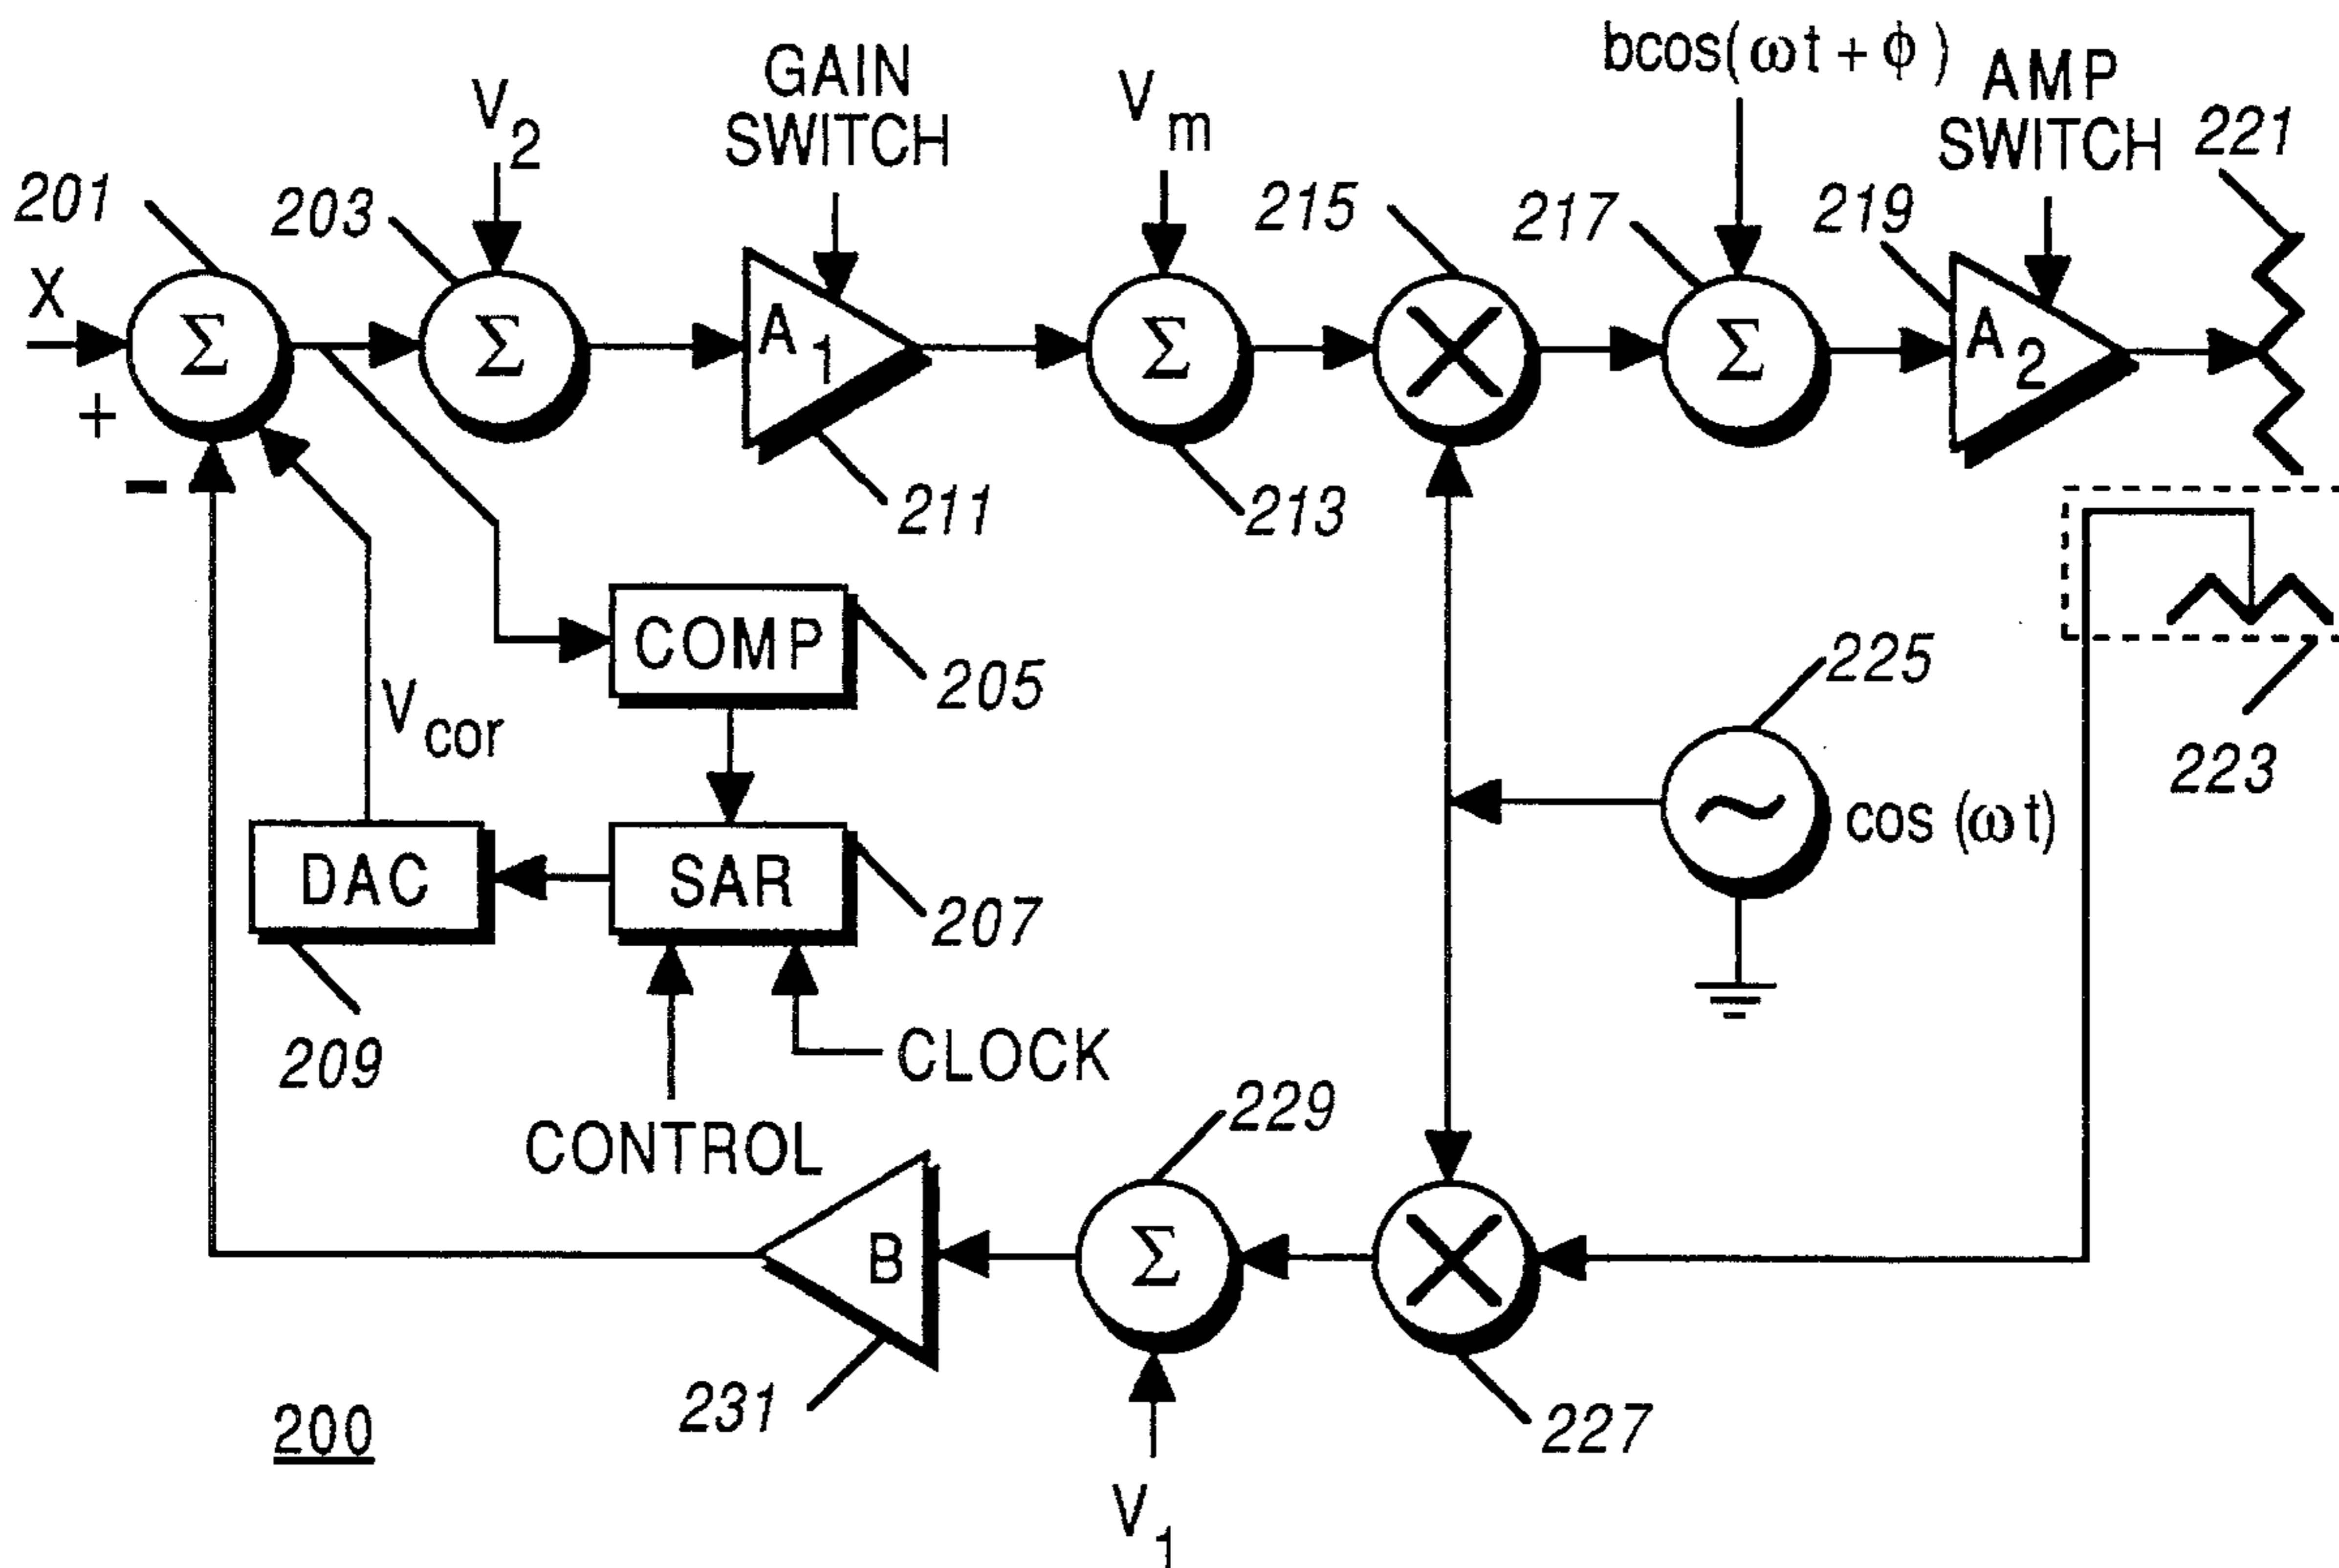 bcos(ωt + φ)
GAIN
SWITCH
AMP
SWITCH
V2
Vm
221
201
203
215
217
219
X
Σ
Σ
A1
Σ
Σ
A2
+
-
211
213
COMP
205
225
Vcor
223
cos (ωt)
DAC
SAR
207
209
CLOCK
CONTROL
229
B
Σ
231
227
200
V1